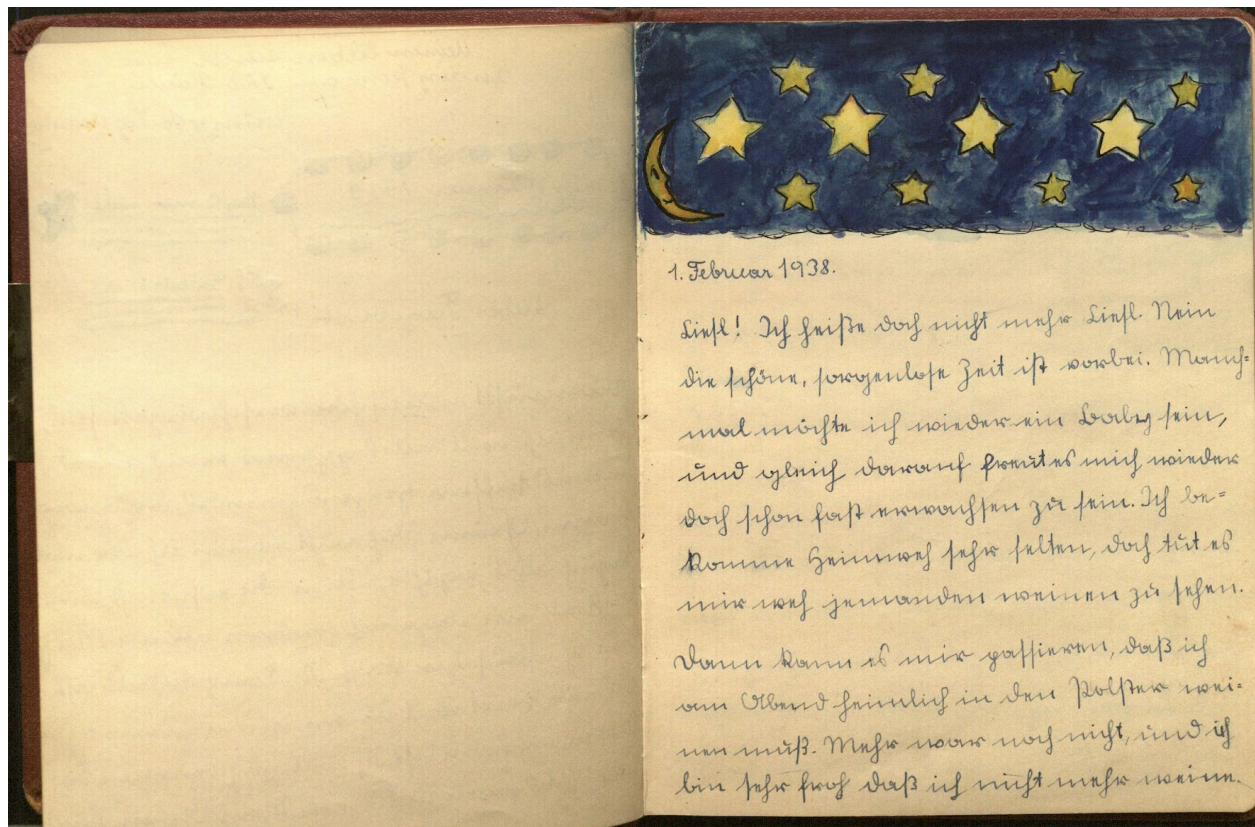 1. Februar 1938.
Liesl! Ich heiße doch nicht mehr Liesl. Nein
die schöne, sorgenlose Zeit ist vorbei. Manch=
mal möchte ich wieder ein Baby sein,
und gleich darauf freut es mich wieder
doch schon fast erwachsen zu sein. Ich be=
komme Heimweh sehr selten, doch tut es
mir weh jemanden weinen zu sehen.
Dann kann es mir passieren, daß ich
am Abend heimlich in den Polster wei=
nen muß. Mehr war noch nicht, und ich
bin sehr froh daß ich nicht mehr weine.